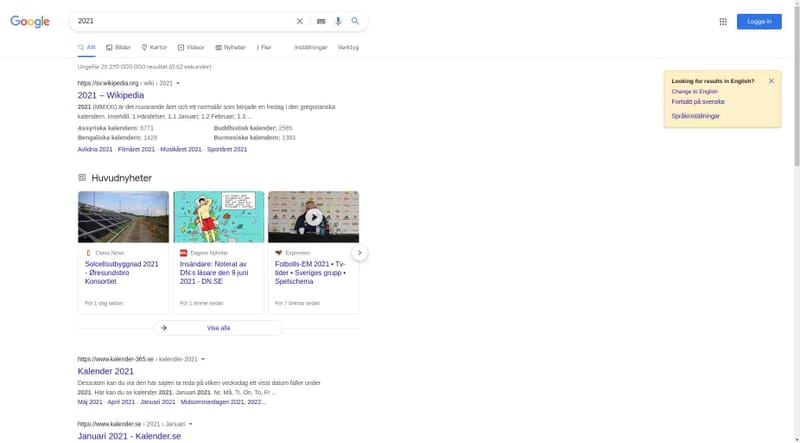 Google
2021
Logga in
Allt
Bilder
Kartor
Videor
Nyheter
Fler
Inställningar
Verktyg
Ungefär 25 270 000 000 resultat (0,62 sekunder)
Looking for results in English?
Change to English
Fortsätt på svenska
Språkinställningar
https://sv.wikipedia.org › wiki › 2021
2021 – Wikipedia
2021 (MMXXI) är det nuvarande året och ett normalår som började en fredag i den gregorianska
kalendern. Innehåll. 1 Händelser. 1.1 Januari; 1.2 Februari; 1.3 ...
Assyriska kalendern: 6771
Buddhistisk kalender: 2565
Bengaliska kalendern: 1428
Burmesiska kalendern: 1383
Avlidna 2021 · Filmåret 2021 · Musikåret 2021 · Sportåret 2021
Huvudnyheter
Cision News
Solcellsutbyggnad 2021
- Øresundsbro
Konsortiet
För 1 dag sedan
Dagens Nyheter
Insändare: Noterat av
DN:s läsare den 9 juni
2021 - DN.SE
För 1 timme sedan
Expressen
Fotbolls-EM 2021 • Tv-
tider • Sveriges grupp •
Spelschema
För 7 timmar sedan
Visa alla
https://www.kalender-365.se › kalender-2021
Kalender 2021
Dessutom kan du via den här sajten ta reda på vilken veckodag ett visst datum faller under
2021. Här kan du se kalender 2021. Januari 2021. Nr, Må, Ti, On, To, Fr ...
Maj 2021 · April 2021 · Januari 2021 · Midsommardagen 2021, 2022...
https://www.kalender.se › 2021 › Januari
Januari 2021 - Kalender.se